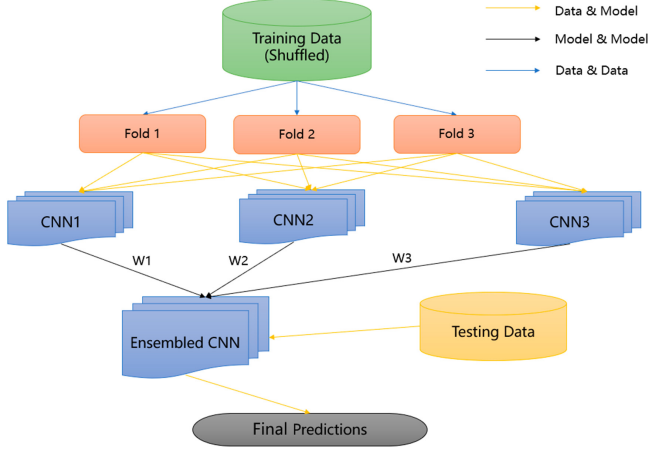 Training Data
(Shuffled)
Data & Model
Model & Model
Data & Data
Fold 1
Fold 2
Fold 3
CNN1
CNN2
CNN3
W1
W2
W3
Ensembled CNN
Testing Data
Final Predictions